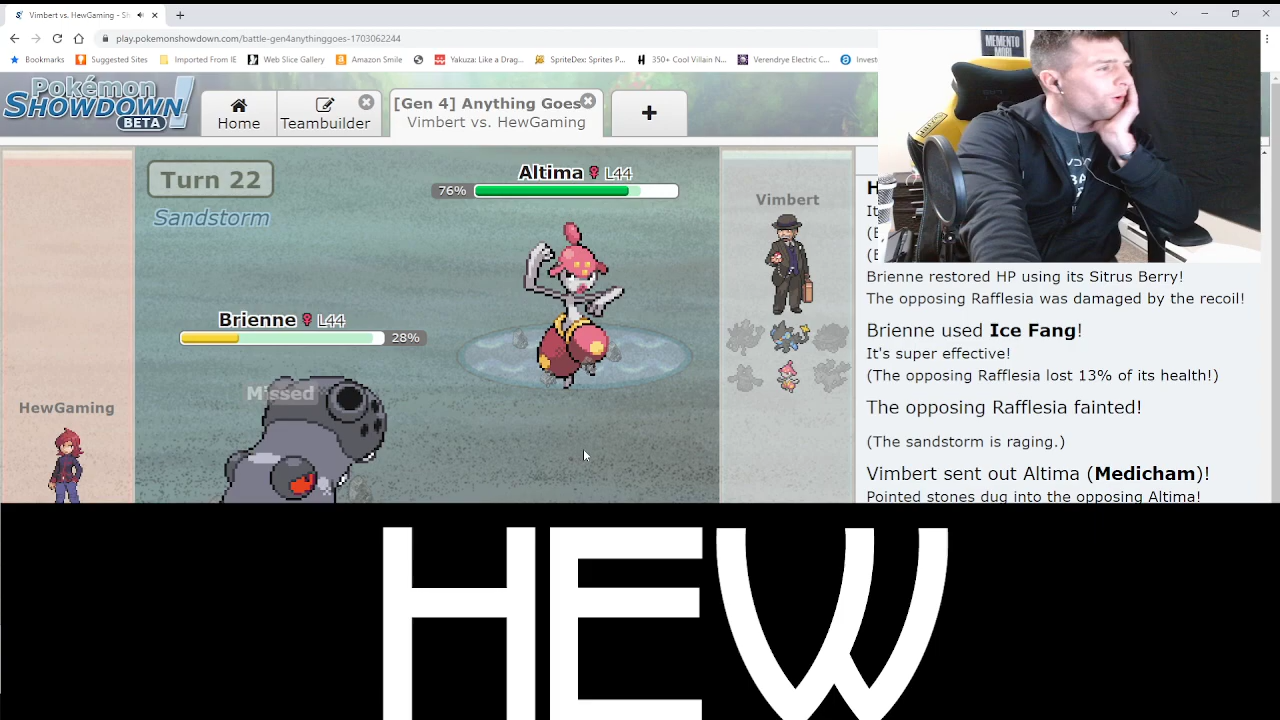 Vimbert vs. HewGaming - Sh
play.pokemonshowdown.com/battle-gen4anythinggoes-1703062244
Bookmarks
Suggested Sites
Imported From IE
Web Slice Gallery
Amazon Smile
Yakuza: Like a Drag...
SpriteDex: Sprites P...
350+ Cool Villain N...
Verendrye Electric C...
Invest
MEMENTO
MORI
Pokémon
SHOWDOWN!
BETA
Home
Teambuilder
[Gen 4] Anything Goes
Vimbert vs. HewGaming
+
Turn 22
Sandstorm
Altima L44
76%
Vimbert
Brienne L44
28%
Missed
HewGaming
Brienne restored HP using its Sitrus Berry!
The opposing Rafflesia was damaged by the recoil!
Brienne used Ice Fang!
It's super effective!
(The opposing Rafflesia lost 13% of its health!)
The opposing Rafflesia fainted!
(The sandstorm is raging.)
Vimbert sent out Altima (Medicham)!
Pointed stones dug into the opposing Altima!
HEW